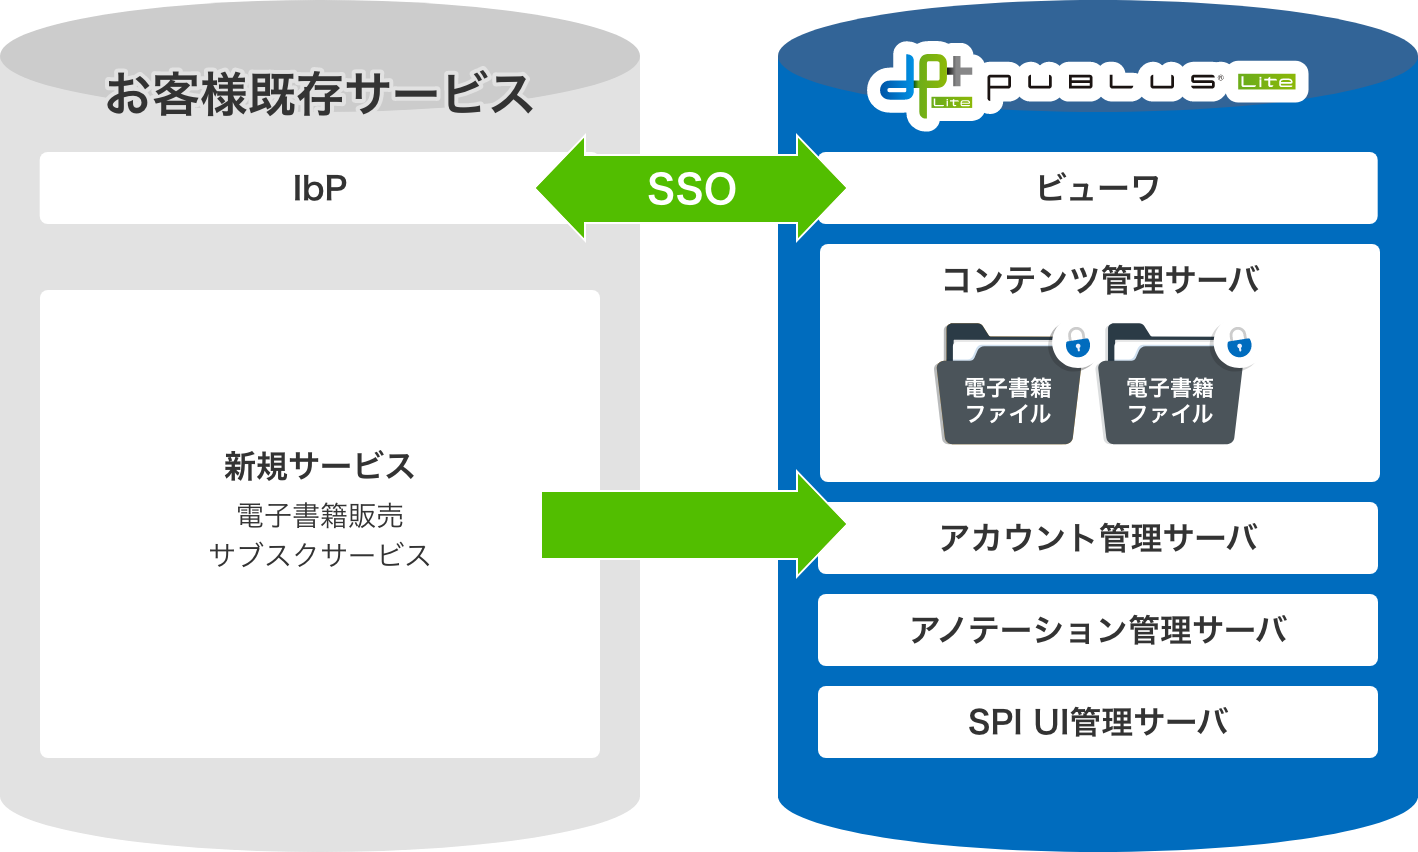 お客様既存サービス
IbP
新規サービス
電子書籍販売
サブスクサービス
SSO
dP+
Lite
PUBLUS® Lite
ビューワ
コンテンツ管理サーバ
電子書籍
ファイル
電子書籍
ファイル
アカウント管理サーバ
アノテーション管理サーバ
SPI UI管理サーバ